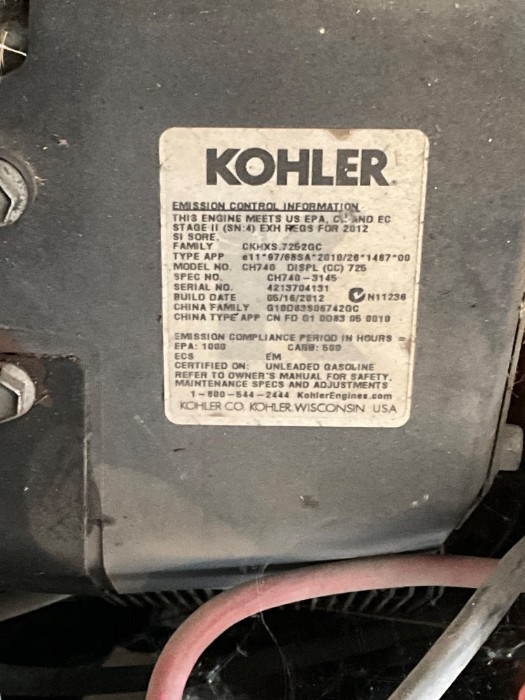 KOHLER.
EMISSION CONTROL INFORMATION
THIS ENGINE MEETS US EPA, CA AND EC
STAGE II (SN:4) EXH REGS FOR 2012
SI SORE.
FAMILY CKHXS.7252GC
TYPE APP e11*97/68SA*2010/26*1487*00
MODEL NO. CH740 DISPL (CC) 725
SPEC NO. CH740-3145
SERIAL NO. 4213704131
BUILD DATE 05/16/2012 N11236
CHINA FAMILY G10D83S06742GC
CHINA TYPE APP CN FD G1 0D83 05 0010
EMISSION COMPLIANCE PERIOD IN HOURS =
EPA: 1000 CARB: 500
ECS EM
CERTIFIED ON: UNLEADED GASOLINE
REFER TO OWNER'S MANUAL FOR SAFETY,
MAINTENANCE SPECS AND ADJUSTMENTS
1-800-544-2444 KohlerEngines.com
KOHLER CO. KOHLER, WISCONSIN USA